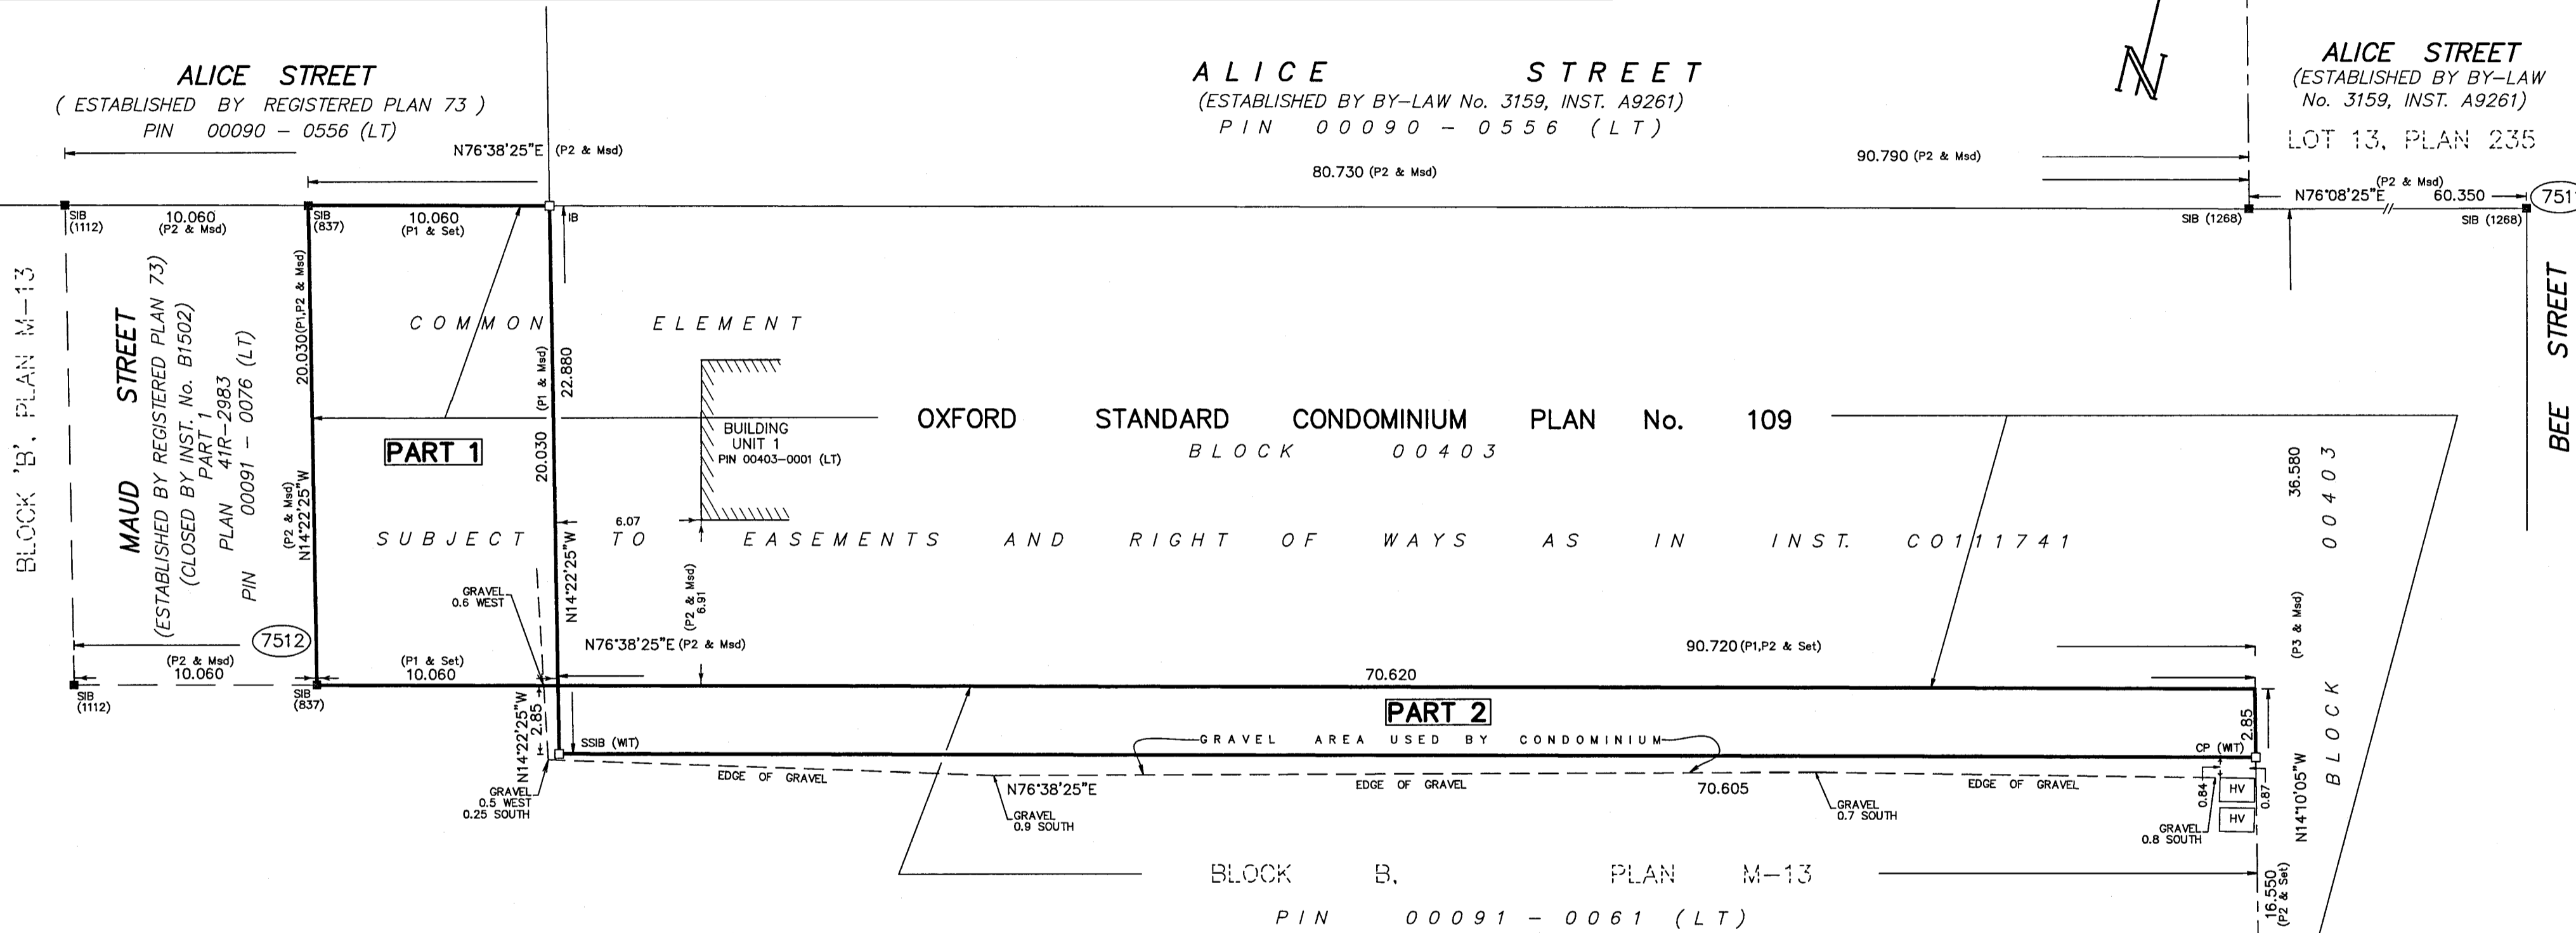 ALICE STREET
( ESTABLISHED BY REGISTERED PLAN 73 )
PIN 00090 - 0556 (LT)
ALICE STREET
(ESTABLISHED BY BY-LAW No. 3159, INST. A9261)
PIN 00090 - 0556 (LT)
N
ALICE STREET
(ESTABLISHED BY BY-LAW
No. 3159, INST. A9261)
LOT 13, PLAN 235
N76°38'25"E (P2 & Msd)
80.730 (P2 & Msd)
90.790 (P2 & Msd)
(P2 & Msd)
N76°08'25"E 60.350
751
SIB
(1112)
10.060
(P2 & Msd)
SIB
(837)
10.060
(P1 & Set)
IB
SIB (1268)
SIB (1268)
BLOCK 'B', PLAN M-13
MAUD STREET
(ESTABLISHED BY REGISTERED PLAN 73)
(CLOSED BY INST. No. B1502)
PART 1
PLAN 41R-2983
PIN 00091 - 0076 (LT)
20.030(P1,P2 & Msd)
(P2 & Msd)
N14°22'25"W
COMMON ELEMENT
20.030 (P1 & Msd)
22.880
N14°22'25"W
BUILDING
UNIT 1
PIN 00403-0001 (LT)
OXFORD STANDARD CONDOMINIUM PLAN No. 109
BLOCK 00403
PART 1
6.07
SUBJECT TO EASEMENTS AND RIGHT OF WAYS AS IN INST. CO111741
36.580
(P3 & Msd)
BLOCK 00403
BEE STREET
GRAVEL
0.6 WEST
(P2 & Msd)
6.91
7512
N76°38'25"E (P2 & Msd)
90.720 (P1,P2 & Set)
(P2 & Msd)
10.060
(P1 & Set)
10.060
70.620
SIB
(1112)
SIB
(837)
N14°22'25"W
2.85
SSIB (WIT)
PART 2
GRAVEL AREA USED BY CONDOMINIUM
CP (WIT)
2.85
EDGE OF GRAVEL
N76°38'25"E
EDGE OF GRAVEL
70.605
EDGE OF GRAVEL
GRAVEL
0.5 WEST
0.25 SOUTH
GRAVEL
0.9 SOUTH
GRAVEL
0.7 SOUTH
GRAVEL
0.8 SOUTH
0.84
HV
HV
0.87
N14°10'05"W
BLOCK B, PLAN M-13
PIN 00091 - 0061 (LT)
16.550
(P2 & Set)